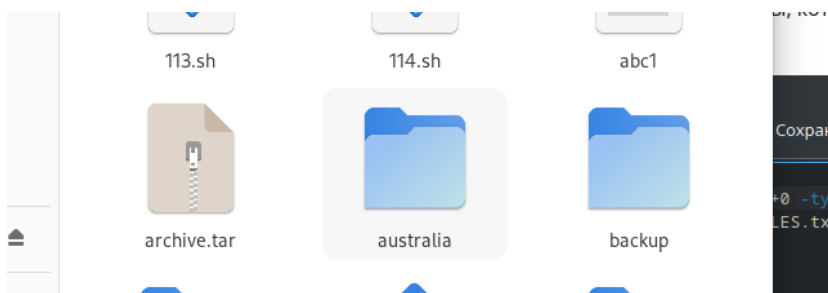 113.sh
114.sh
abc1
archive.tar
australia
backup
Сохран
+0 -ty
LES.tx